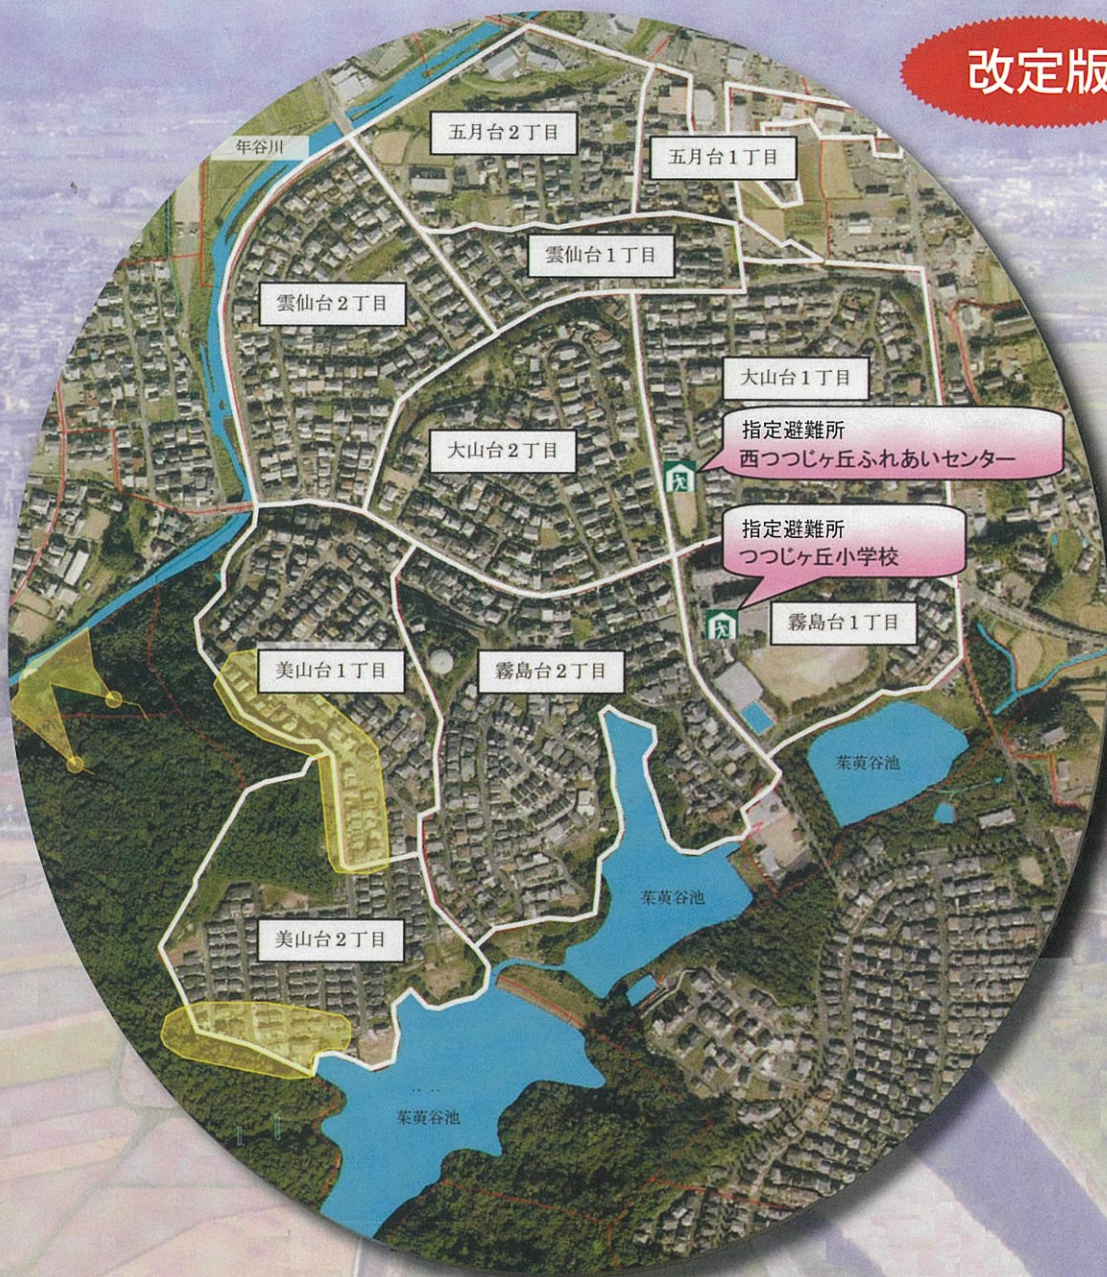 改定版
五月台2丁目
年谷川
五月台1丁目
雲仙台1丁目
雲仙台2丁目
大山台1丁目
指定避難所
西つつじヶ丘ふれあいセンター
大山台2丁目
指定避難所
つつじヶ丘小学校
霧島台1丁目
美山台1丁目
霧島台2丁目
茱萸谷池
茱萸谷池
美山台2丁目
茱萸谷池